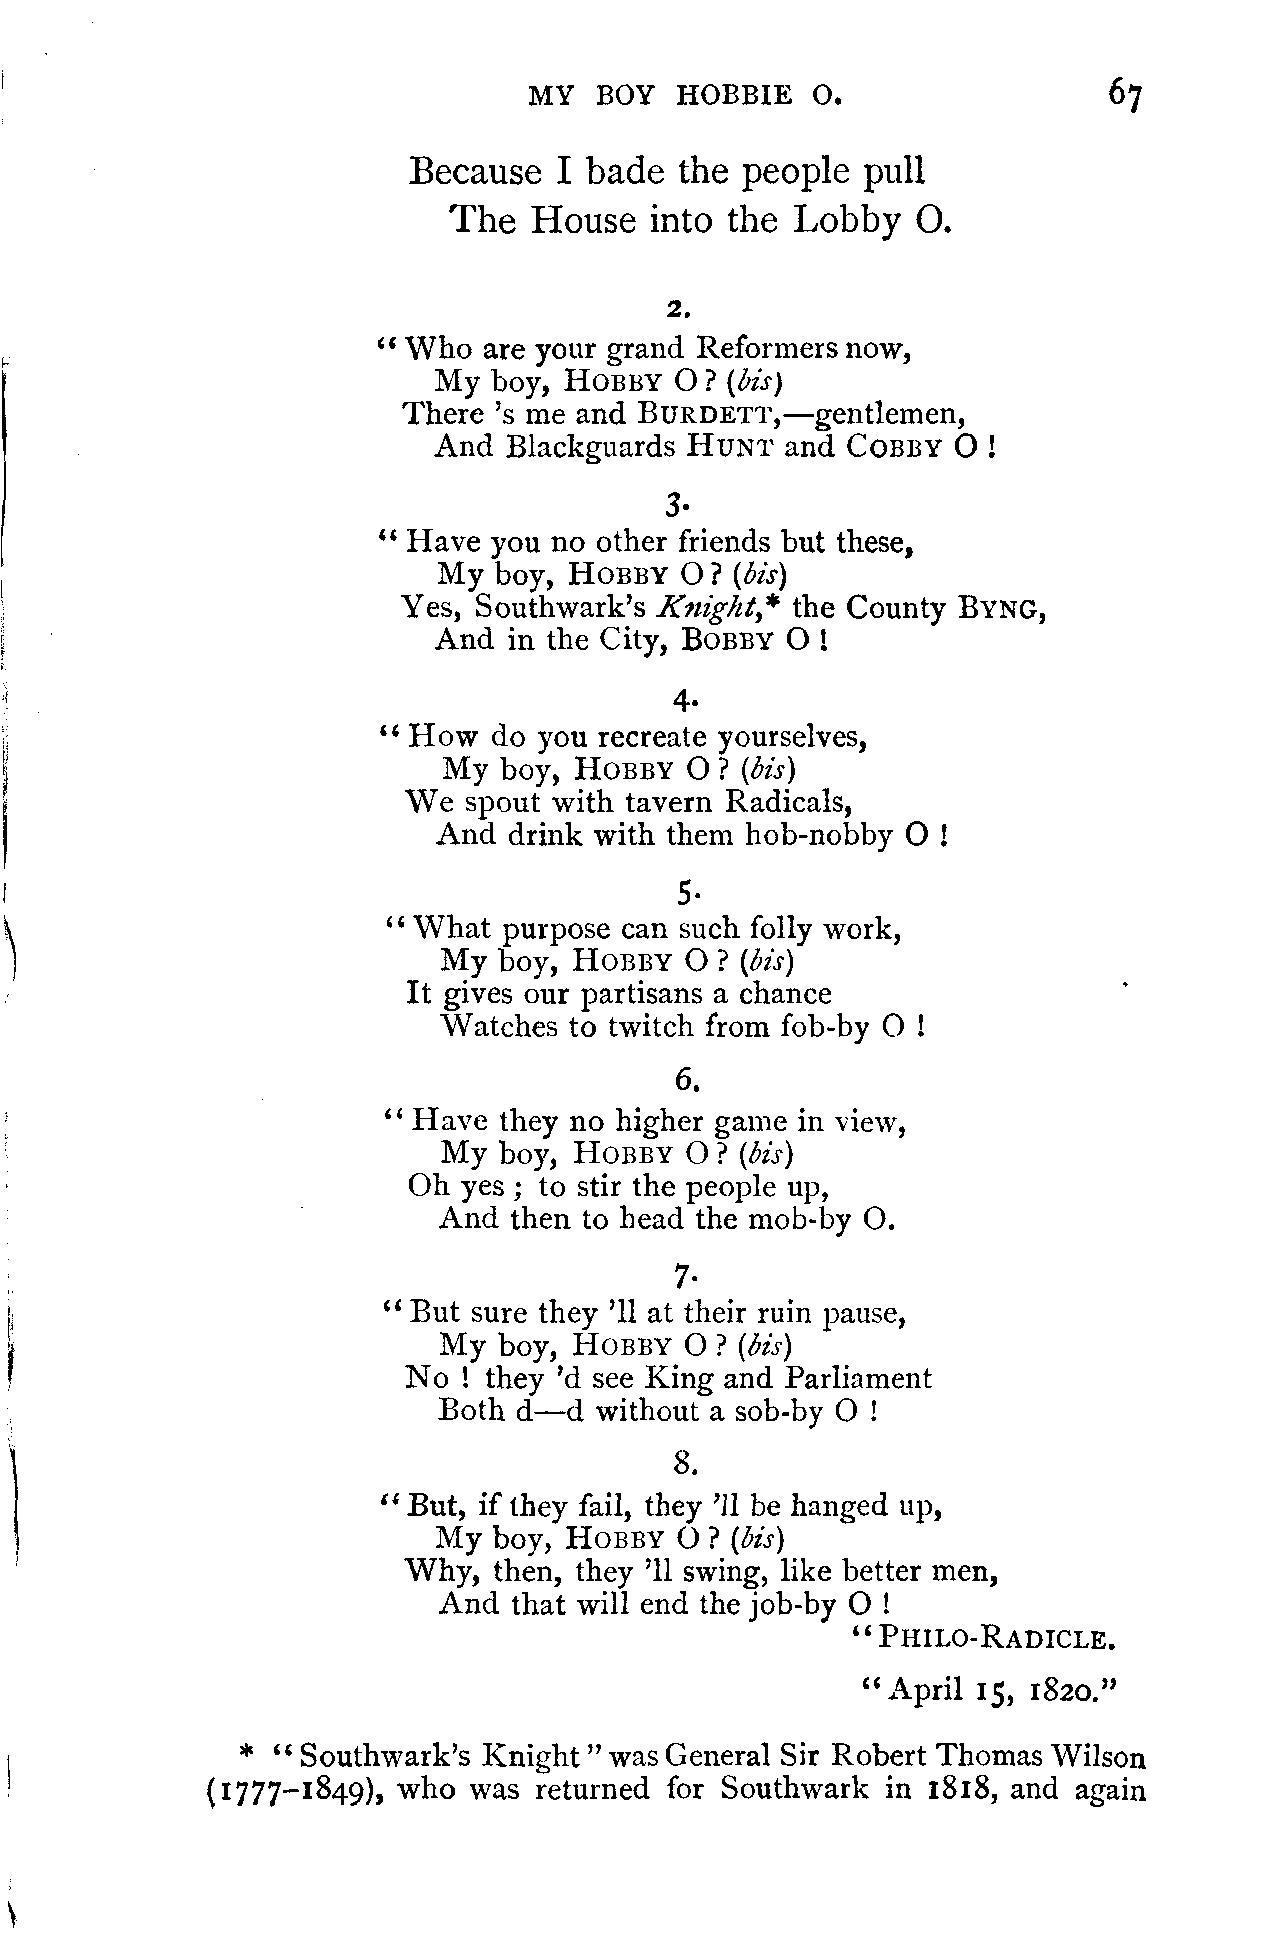 MY BOY HOBBIE O. 67
Because I bade the people pull
The House into the Lobby O.
2.
“Who are your grand Reformers now,
My boy, HOBBY O? (bis)
There 's me and BURDETT,—gentlemen,
And Blackguards HUNT and COBBY O!
3.
“Have you no other friends but these,
My boy, HOBBY O? (bis)
Yes, Southwark's Knight,* the County BYNG,
And in the City, BOBBY O!
4.
“How do you recreate yourselves,
My boy, HOBBY O? (bis)
We spout with tavern Radicals,
And drink with them hob-nobby O!
5.
“What purpose can such folly work,
My boy, HOBBY O? (bis)
It gives our partisans a chance
Watches to twitch from fob-by O!
6.
“Have they no higher game in view,
My boy, HOBBY O? (bis)
Oh yes; to stir the people up,
And then to head the mob-by O.
7.
“But sure they 'll at their ruin pause,
My boy, HOBBY O? (bis)
No! they 'd see King and Parliament
Both d—d without a sob-by O!
8.
“But, if they fail, they 'll be hanged up,
My boy, HOBBY O? (bis)
Why, then, they 'll swing, like better men,
And that will end the job-by O!
“PHILO-RADICLE.
“April 15, 1820.”
* “Southwark's Knight” was General Sir Robert Thomas Wilson
(1777–1849), who was returned for Southwark in 1818, and again